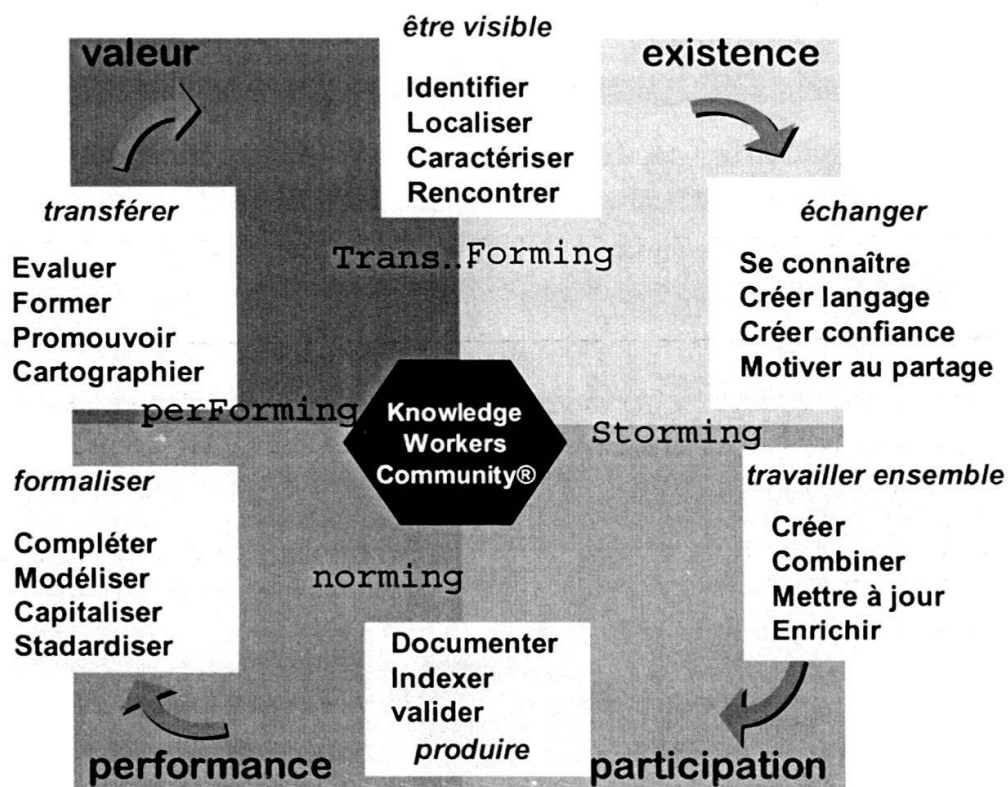 être visible
valeur
existence
Identifier
Localiser
Caractériser
Rencontrer
transférer
échanger
Evaluer
Former
Promouvoir
Cartographier
Trans..Forming
Se connaître
Créer langage
Créer confiance
Motiver au partage
perForming
Knowledge
Workers
Community®
Storming
formaliser
travailler ensemble
Compléter
Modéliser
Capitaliser
Stadardiser
norming
Créer
Combiner
Mettre à jour
Enrichir
Documenter
Indexer
valider
produire
performance
participation